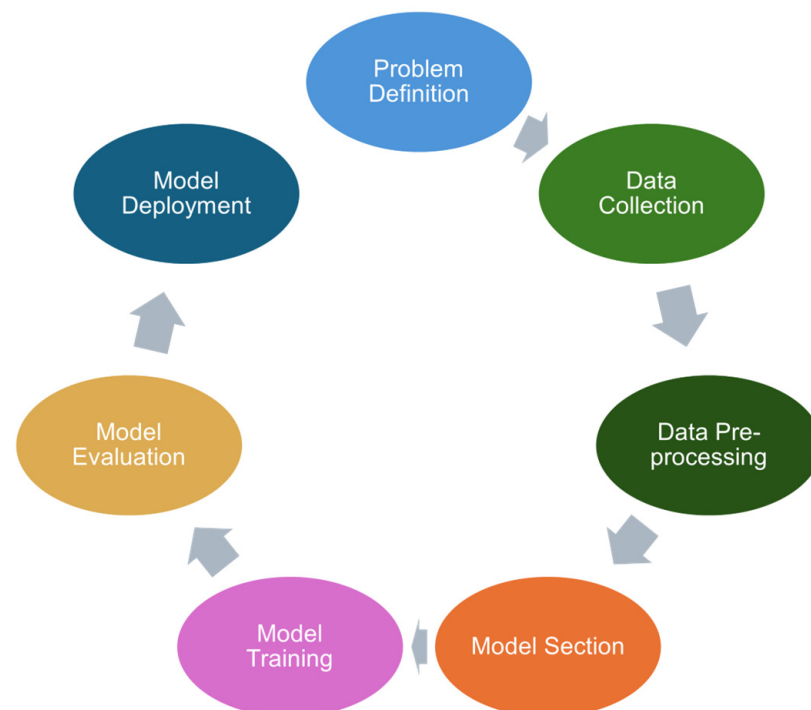 Problem
Definition
Data
Collection
Data Pre-
processing
Model Section
Model
Training
Model
Evaluation
Model
Deployment